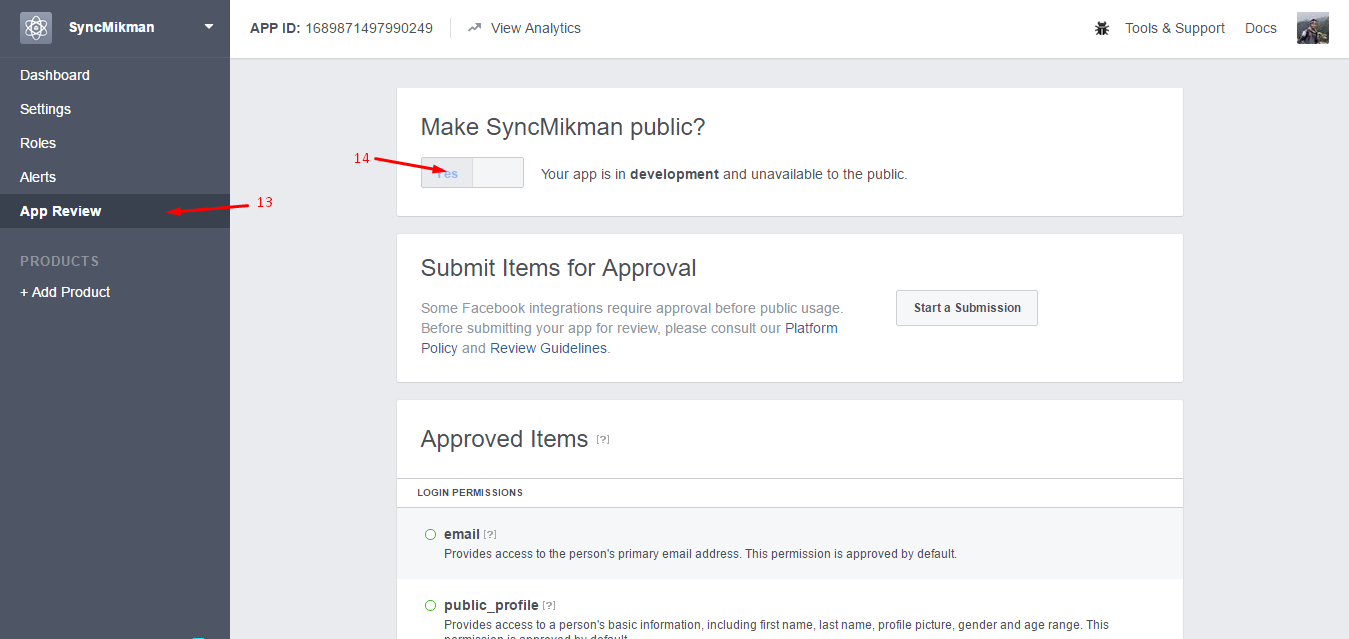 SyncMikman
APP ID: 1689871497990249
View Analytics
Tools & Support
Docs
Dashboard
Settings
Roles
Alerts
App Review
13
PRODUCTS
+ Add Product
Make SyncMikman public?
14
Yes
Your app is in development and unavailable to the public.
Submit Items for Approval
Some Facebook integrations require approval before public usage.
Before submitting your app for review, please consult our Platform
Policy and Review Guidelines.
Start a Submission
Approved Items [?]
LOGIN PERMISSIONS
email [?]
Provides access to the person's primary email address. This permission is approved by default.
public_profile [?]
Provides access to a person's basic information, including first name, last name, profile picture, gender and age range. This
permission is approved by default.